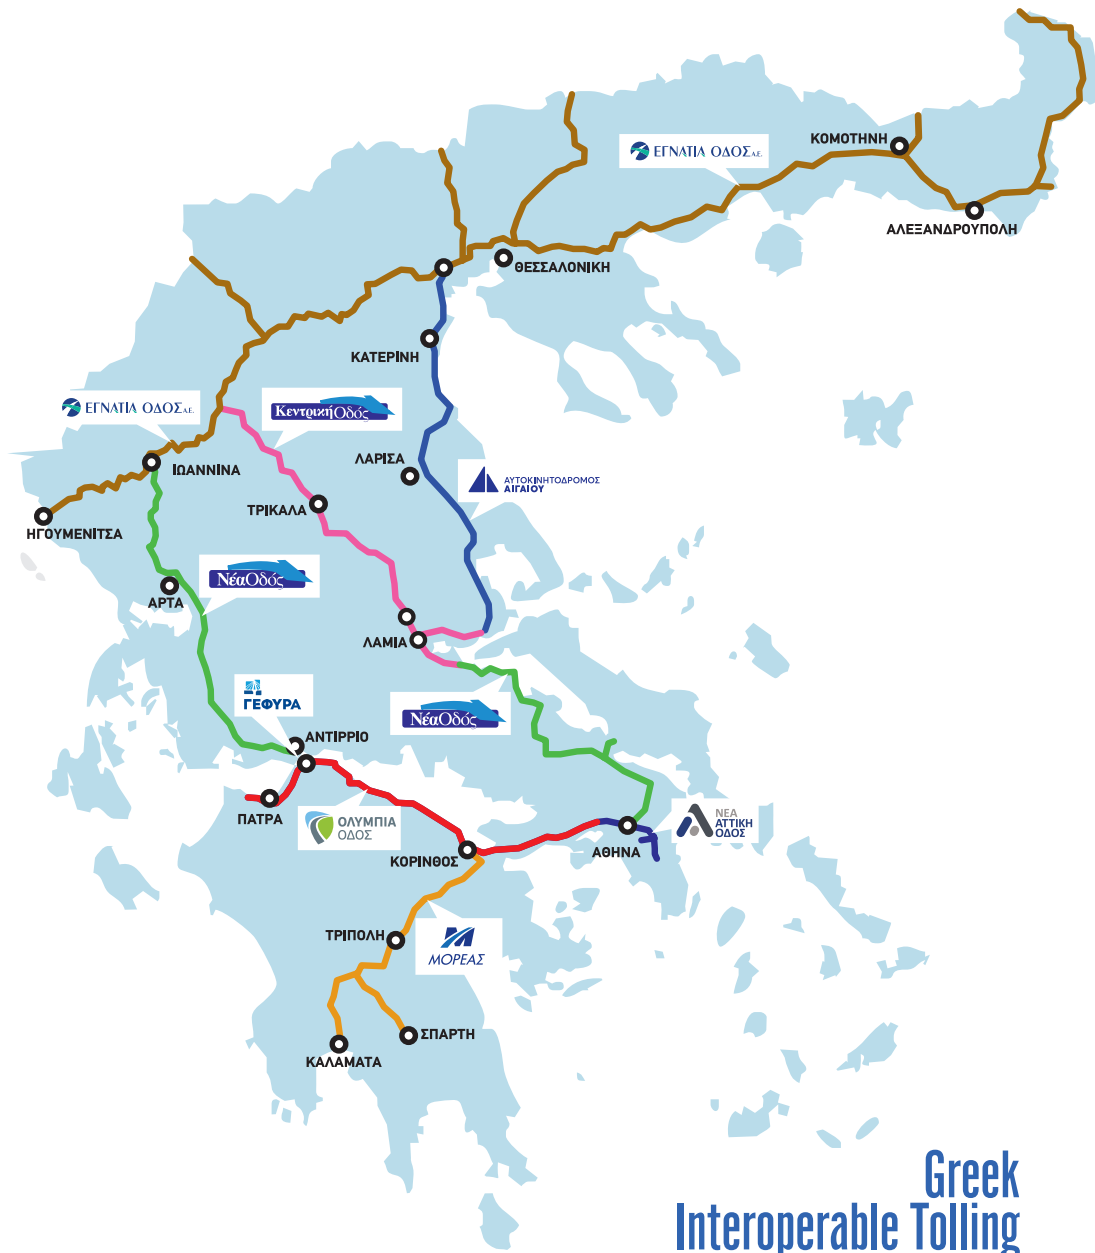 ΚΟΜΟΤΗΝΗ
ΕΓΝΑΤΙΑ ΟΔΟΣ Α.Ε.
ΑΛΕΞΑΝΔΡΟΥΠΟΛΗ
ΘΕΣΣΑΛΟΝΙΚΗ
ΚΑΤΕΡΙΝΗ
ΕΓΝΑΤΙΑ ΟΔΟΣ Α.Ε.
ΚεντρικήΟδός
ΛΑΡΙΣΑ
ΙΩΑΝΝΙΝΑ
ΑΥΤΟΚΙΝΗΤΟΔΡΟΜΟΣ
ΑΙΓΑΙΟΥ
ΤΡΙΚΑΛΑ
ΗΓΟΥΜΕΝΙΤΣΑ
ΝέαΟδός
ΑΡΤΑ
ΛΑΜΙΑ
ΓΕΦΥΡΑ
ΝέαΟδός
ΑΝΤΙΡΡΙΟ
ΠΑΤΡΑ
ΟΛΥΜΠΙΑ
ΟΔΟΣ
ΝΕΑ
ΑΤΤΙΚΗ
ΟΔΟΣ
ΑΘΗΝΑ
ΚΟΡΙΝΘΟΣ
ΤΡΙΠΟΛΗ
ΜΟΡΕΑΣ
ΣΠΑΡΤΗ
ΚΑΛΑΜΑΤΑ
Greek
Interoperable Tolling